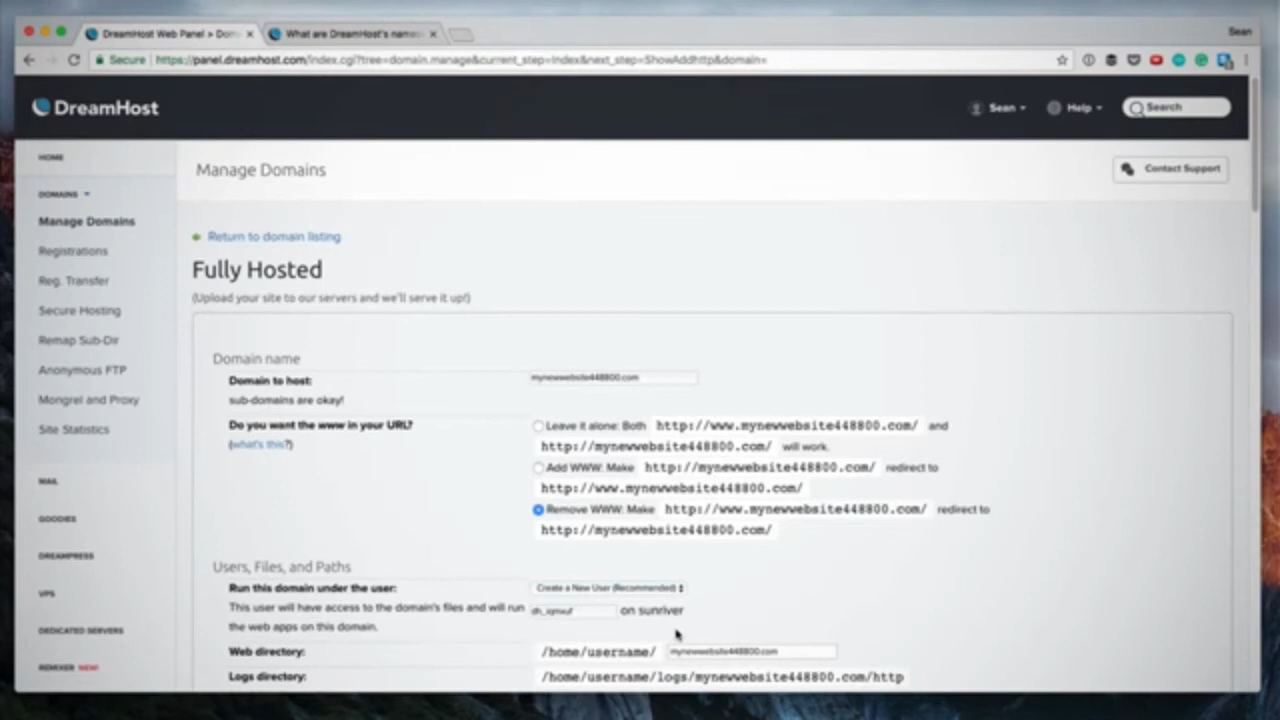 DreamHost Web Panel > Dom
What are DreamHost's name
Sean
Secure https://panel.dreamhost.com/index.cgi?tree=domain.manage&current_step=Index&next_step=ShowAddhttp&domain=
DreamHost
Sean
Help
Search
HOME
Manage Domains
Contact Support
DOMAINS
Manage Domains
Registrations
Reg. Transfer
Secure Hosting
Remap Sub-Dir
Anonymous FTP
Mongrel and Proxy
Site Statistics
MAIL
GOODIES
DREAMPRESS
VPS
DEDICATED SERVERS
REMIXER NEW!
Return to domain listing
Fully Hosted
(Upload your site to our servers and we'll serve it up!)
Domain name
Domain to host: mynewwebsite448800.com
sub-domains are okay!
Do you want the www in your URL?
(what's this?)
Leave it alone: Both http://www.mynewwebsite448800.com/ and
http://mynewwebsite448800.com/ will work.
Add WWW: Make http://mynewwebsite448800.com/ redirect to
http://www.mynewwebsite448800.com/
Remove WWW: Make http://www.mynewwebsite448800.com/ redirect to
http://mynewwebsite448800.com/
Users, Files, and Paths
Run this domain under the user: Create a New User (Recommended)
This user will have access to the domain's files and will run
the web apps on this domain.
on sunriver
Web directory: /home/username/ mynewwebsite448800.com
Logs directory: /home/username/logs/mynewwebsite448800.com/http